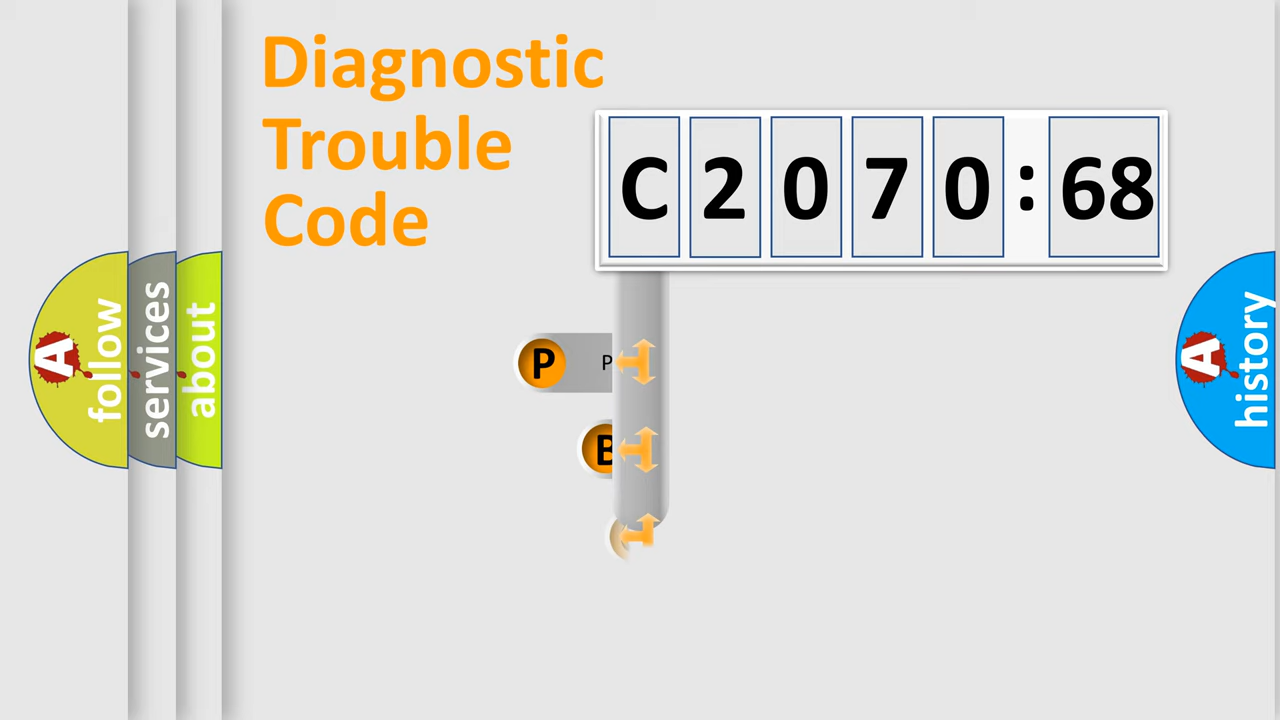 Diagnostic
Trouble
Code
C2070:68
P
P
B
A
follow
services
about
A
history